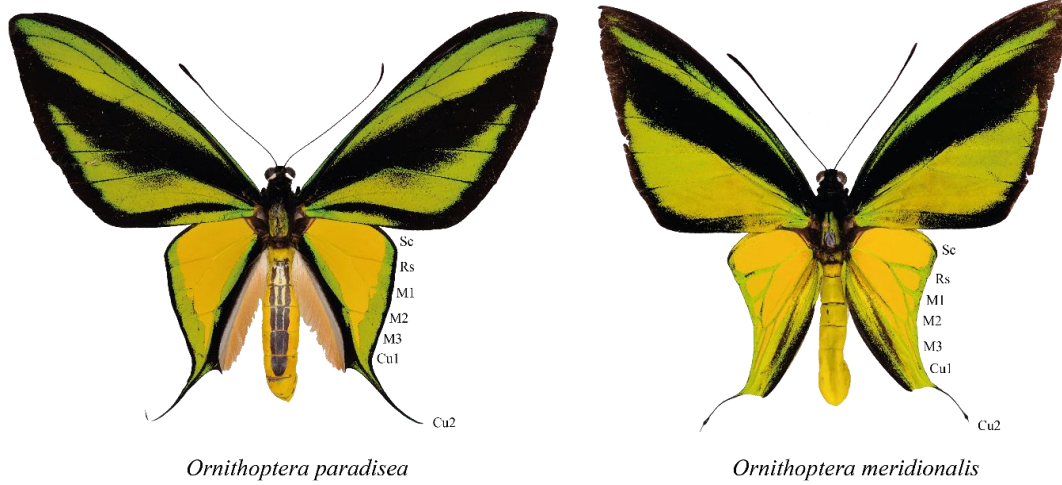 Sc
Rs
M1
M2
M3
Cu1
Cu2
Ornithoptera paradisea
Sc
Rs
M1
M2
M3
Cu1
Cu2
Ornithoptera meridionalis